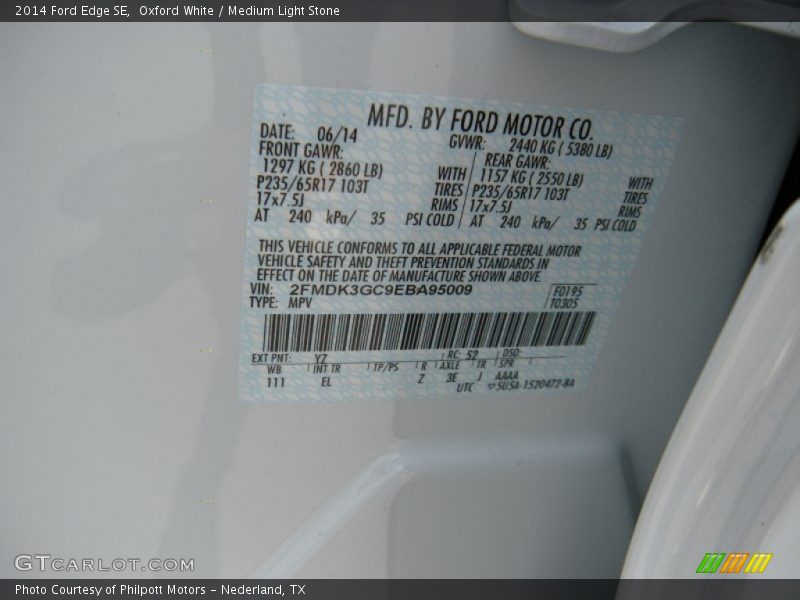 2014 Ford Edge SE,  Oxford White / Medium Light Stone
MFD. BY FORD MOTOR CO.
DATE: 06/14 GVWR: 2440 KG ( 5380 LB)
FRONT GAWR: REAR GAWR:
1297 KG ( 2860 LB) WITH 1157 KG ( 2550 LB) WITH
P235/65R17 103T TIRES P235/65R17 103T TIRES
17x7.5J RIMS 17x7.5J RIMS
AT 240 kPa/ 35 PSI COLD AT 240 kPa/ 35 PSI COLD
THIS VEHICLE CONFORMS TO ALL APPLICABLE FEDERAL MOTOR
VEHICLE SAFETY AND THEFT PREVENTION STANDARDS IN
EFFECT ON THE DATE OF MANUFACTURE SHOWN ABOVE.
VIN: 2FMDK3GC9EBA95009 F0195
TYPE: MPV T0305
EXT PNT: YZ RC: 52 DSO:
WB INT TR TP/PS R AXLE TR SPR
111 EL Z 3E J AAAA
UTC 5U5A-1520472-BA
GTCARLOT.COM
Photo Courtesy of Philpott Motors – Nederland, TX